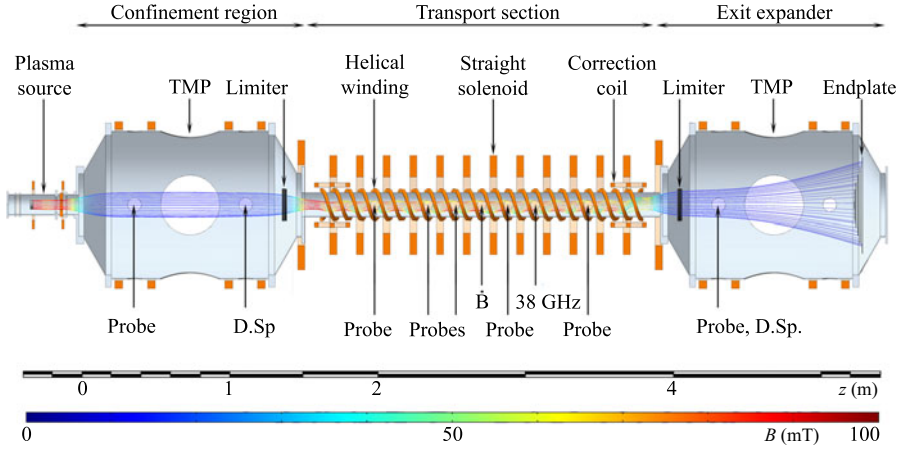 Confinement region
Transport section
Exit expander
Plasma
source
TMP
Limiter
Helical
winding
Straight
solenoid
Correction
coil
Limiter
TMP
Endplate
Probe
D.Sp
Probe
Probes
Ḃ
Probe
38 GHz
Probe
Probe, D.Sp.
0
1
2
4
z (m)
0
50
B (mT)
100